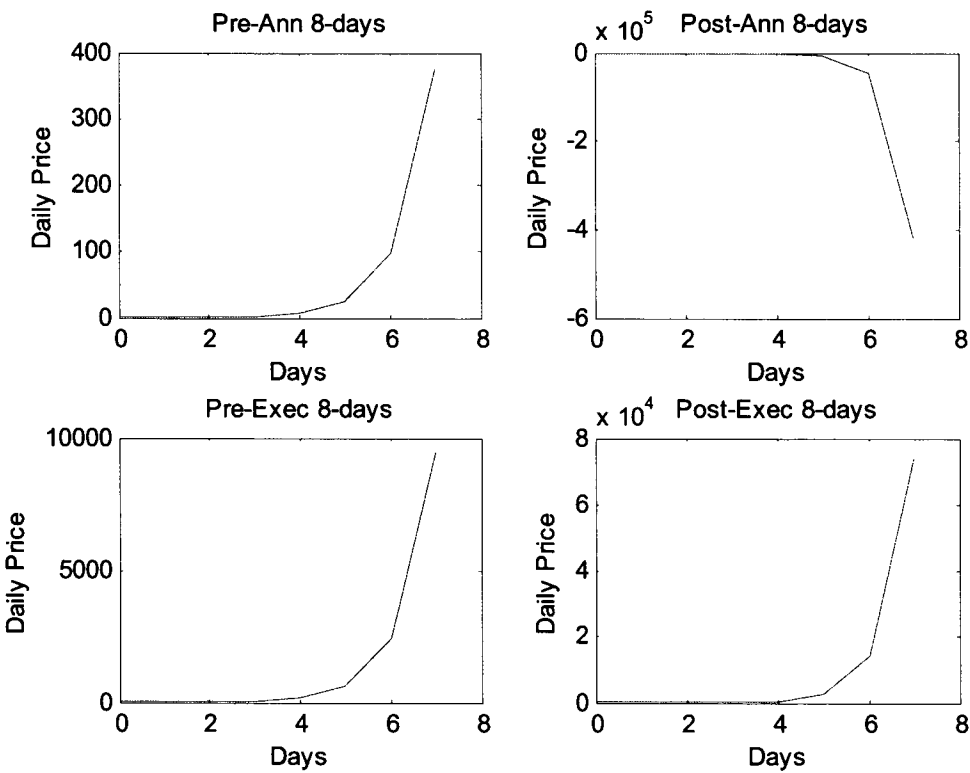 Pre-Ann 8-days
400
300
200
100
0
Daily Price
0 2 4 6 8
Days
x 10^5 Post-Ann 8-days
0
-2
-4
-6
Daily Price
0 2 4 6 8
Days
Pre-Exec 8-days
10000
5000
0
Daily Price
0 2 4 6 8
Days
x 10^4 Post-Exec 8-days
8
6
4
2
0
Daily Price
0 2 4 6 8
Days